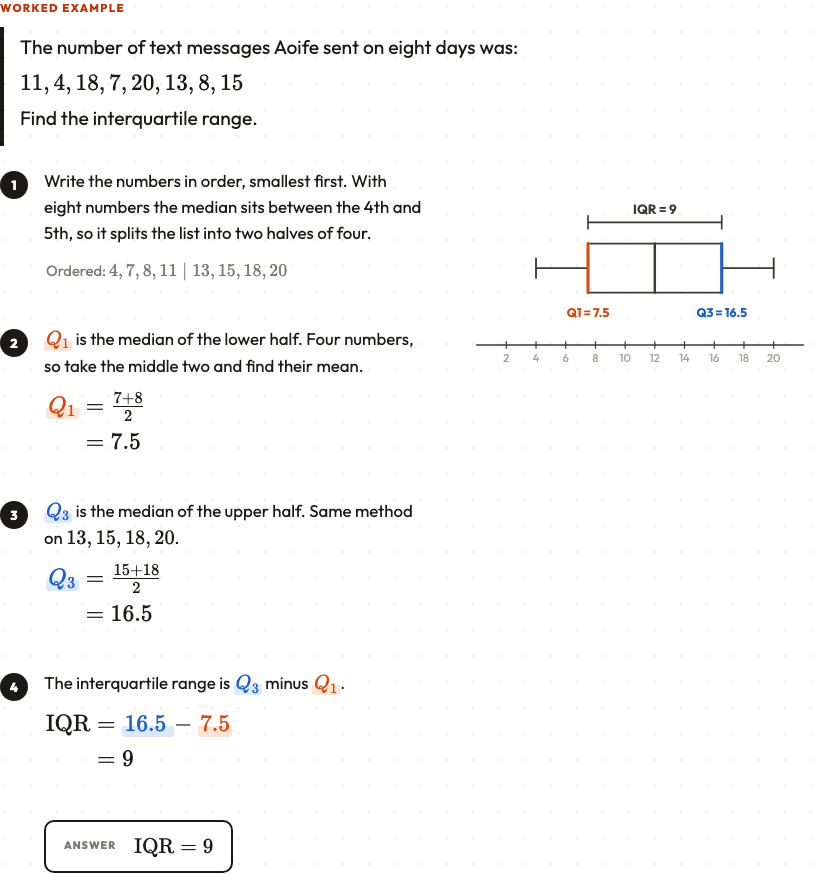 WORKED EXAMPLE
The number of text messages Aoife sent on eight days was:
11, 4, 18, 7, 20, 13, 8, 15
Find the interquartile range.
1
Write the numbers in order, smallest first. With
eight numbers the median sits between the 4th and
5th, so it splits the list into two halves of four.
Ordered: 4, 7, 8, 11 | 13, 15, 18, 20
2
Q₁ is the median of the lower half. Four numbers,
so take the middle two and find their mean.
Q₁ = (7+8)/2
= 7.5
3
Q₃ is the median of the upper half. Same method
on 13, 15, 18, 20.
Q₃ = (15+18)/2
= 16.5
4
The interquartile range is Q₃ minus Q₁.
IQR = 16.5 − 7.5
= 9
ANSWER IQR = 9
IQR = 9
Q1 = 7.5 Q3 = 16.5
2 4 6 8 10 12 14 16 18 20